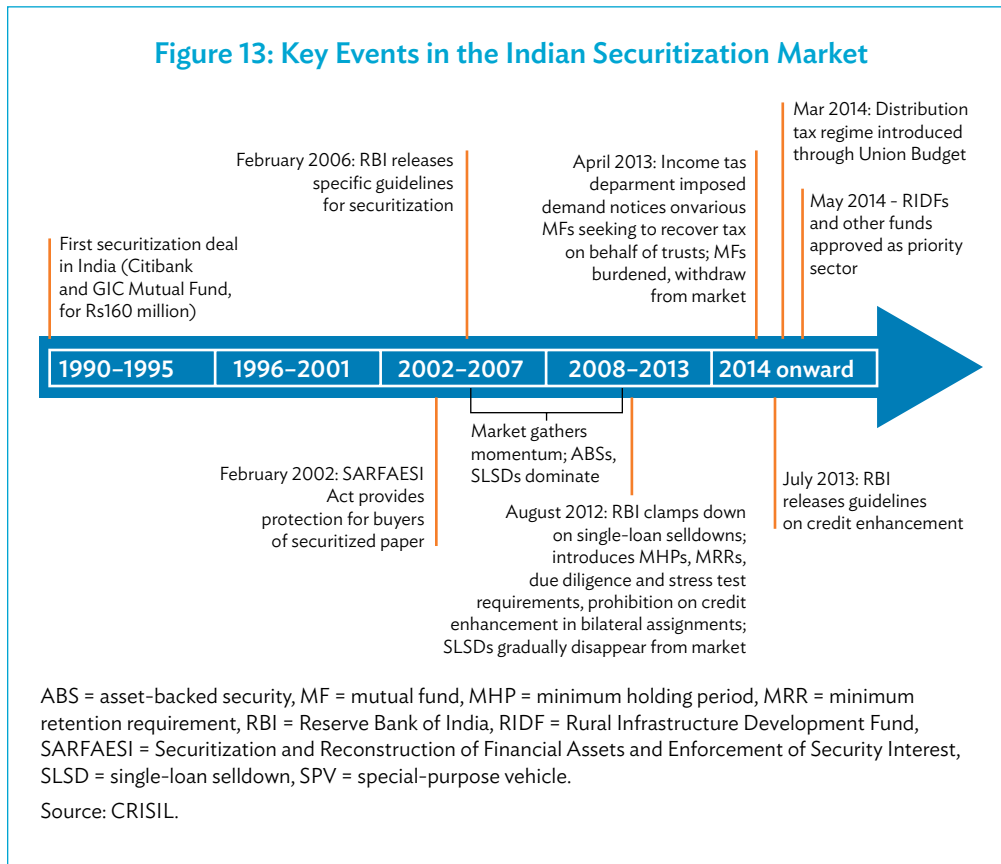 Figure 13: Key Events in the Indian Securitization Market
First securitization deal
in India (Citibank
and GIC Mutual Fund,
for Rs160 million)
February 2006: RBI releases
specific guidelines
for securitization
April 2013: Income tas
deparment imposed
demand notices onvarious
MFs seeking to recover tax
on behalf of trusts; MFs
burdened, withdraw
from market
Mar 2014: Distribution
tax regime introduced
through Union Budget
May 2014 - RIDFs
and other funds
approved as priority
sector
1990–1995
1996–2001
2002–2007
2008–2013
2014 onward
February 2002: SARFAESI
Act provides
protection for buyers
of securitized paper
Market gathers
momentum; ABSs,
SLSDs dominate
August 2012: RBI clamps down
on single-loan selldowns;
introduces MHPs, MRRs,
due diligence and stress test
requirements, prohibition on credit
enhancement in bilateral assignments;
SLSDs gradually disappear from market
July 2013: RBI
releases guidelines
on credit enhancement
ABS = asset-backed security, MF = mutual fund, MHP = minimum holding period, MRR = minimum
retention requirement, RBI = Reserve Bank of India, RIDF = Rural Infrastructure Development Fund,
SARFAESI = Securitization and Reconstruction of Financial Assets and Enforcement of Security Interest,
SLSD = single-loan selldown, SPV = special-purpose vehicle.
Source: CRISIL.